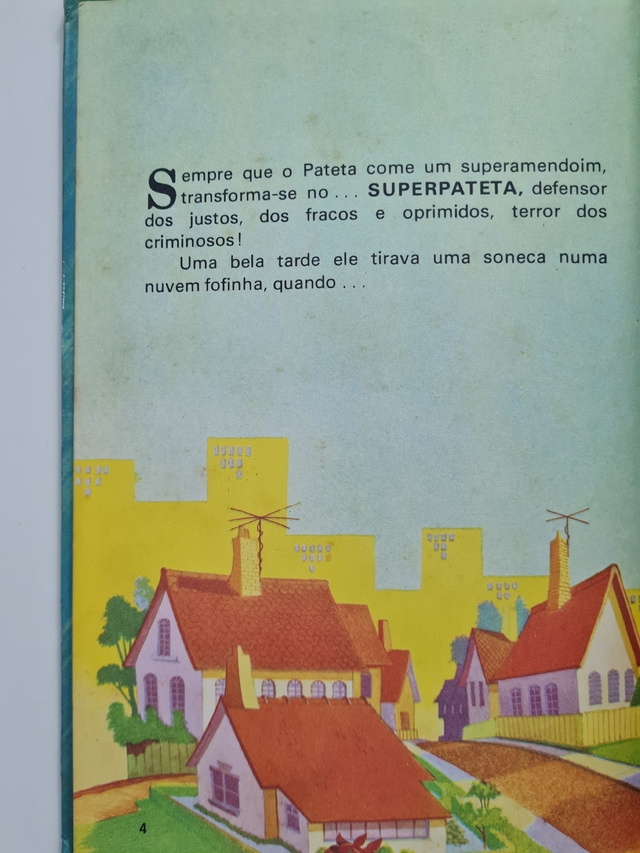 Sempre que o Pateta come um superamendoim,
transforma-se no ... SUPERPATETA, defensor
dos justos, dos fracos e oprimidos, terror dos
criminosos!
Uma bela tarde ele tirava uma soneca numa
nuvem fofinha, quando ...
4